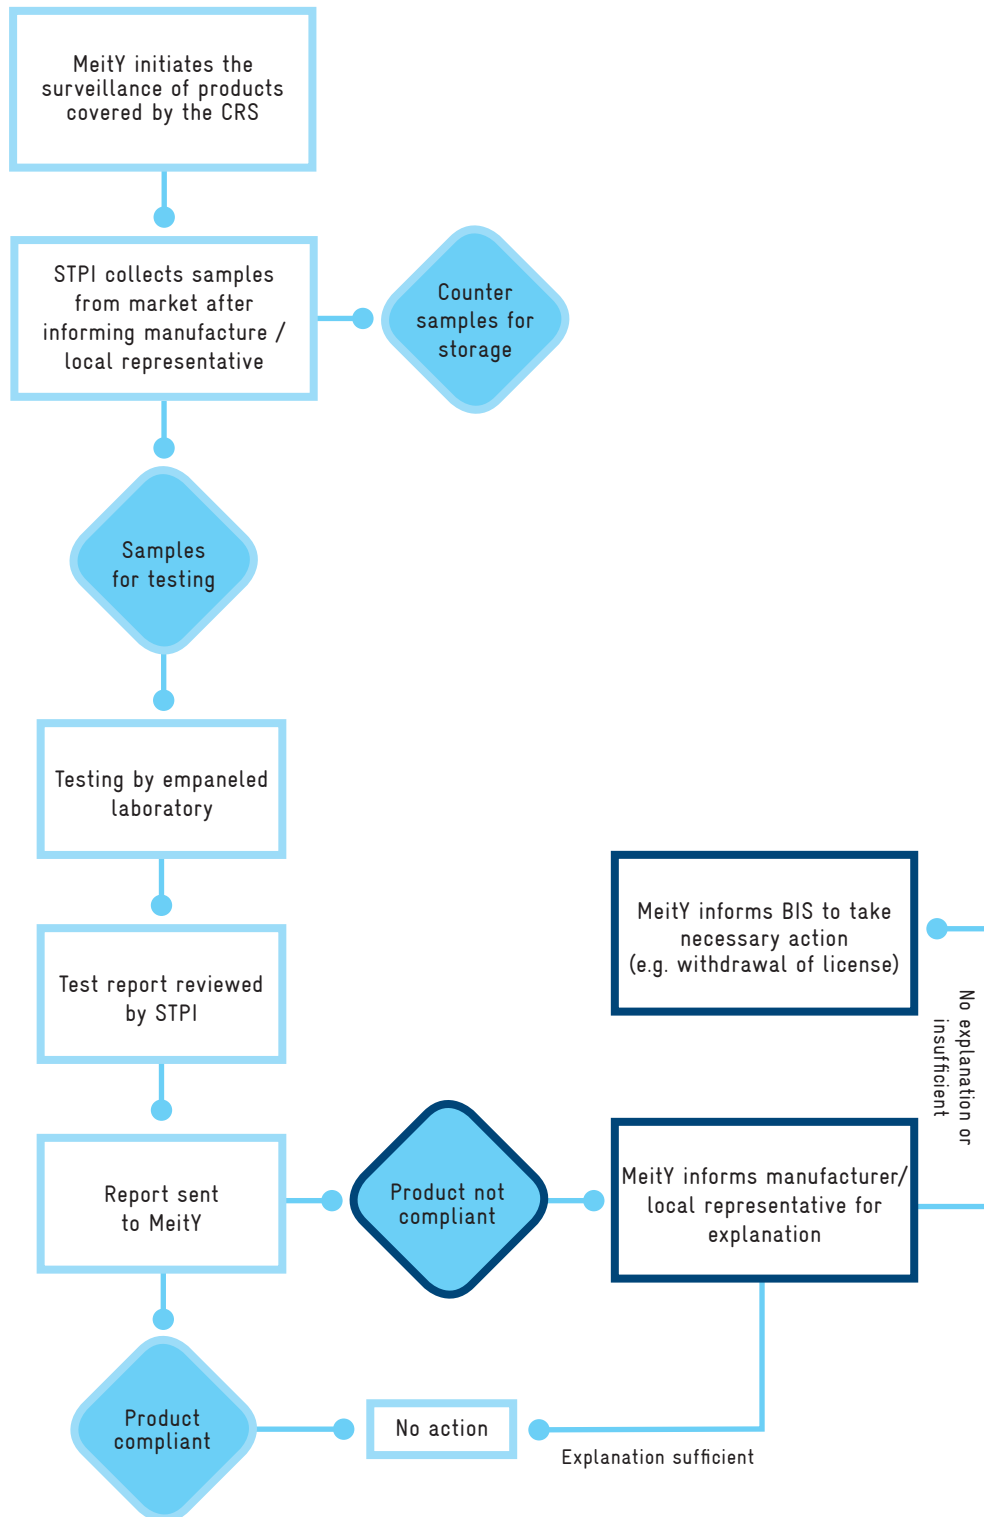 MeitY initiates the
surveillance of products
covered by the CRS
STPI collects samples
from market after
informing manufacture /
local representative
Counter
samples for
storage
Samples
for testing
Testing by empaneled
laboratory
Test report reviewed
by STPI
Report sent
to MeitY
Product not
compliant
MeitY informs manufacturer/
local representative for
explanation
No explanation or
insufficient
MeitY informs BIS to take
necessary action
(e.g. withdrawal of license)
Product
compliant
No action
Explanation sufficient